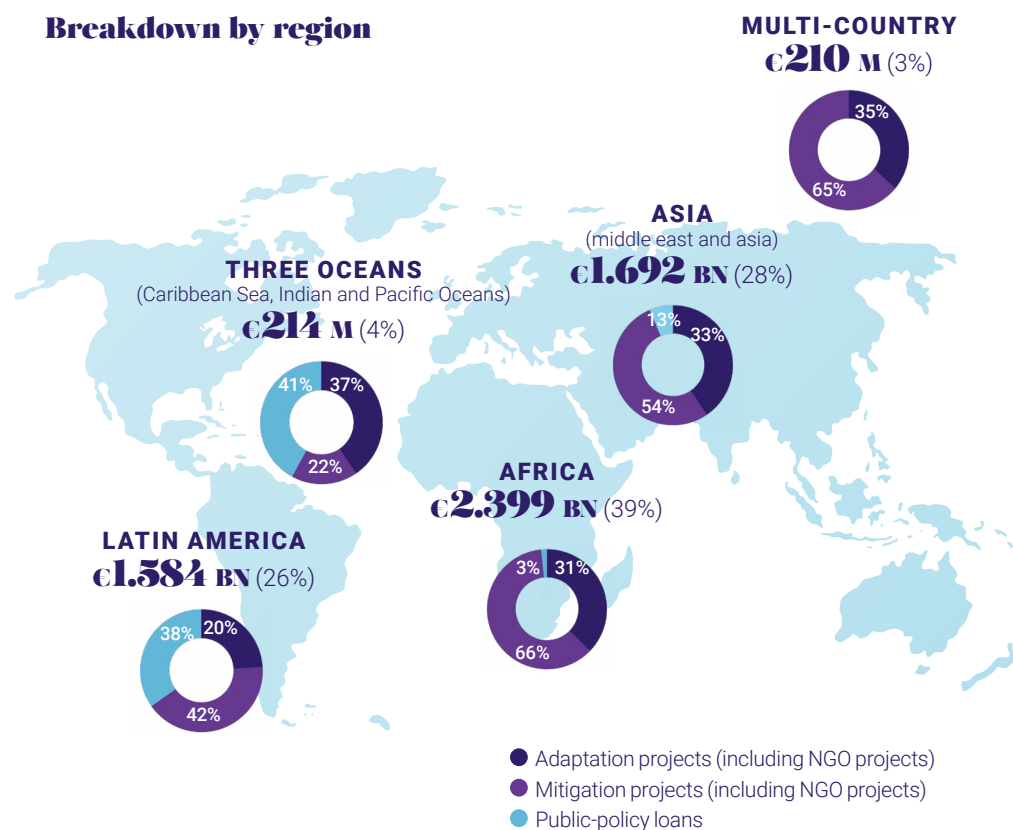 Breakdown by region
MULTI-COUNTRY
€210 M (3%)
35%
65%
ASIA
(middle east and asia)
€1.692 BN (28%)
13%
33%
54%
THREE OCEANS
(Caribbean Sea, Indian and Pacific Oceans)
€214 M (4%)
41%
37%
22%
AFRICA
€2.399 BN (39%)
3%
31%
66%
LATIN AMERICA
€1.584 BN (26%)
38%
20%
42%
Adaptation projects (including NGO projects)
Mitigation projects (including NGO projects)
Public-policy loans